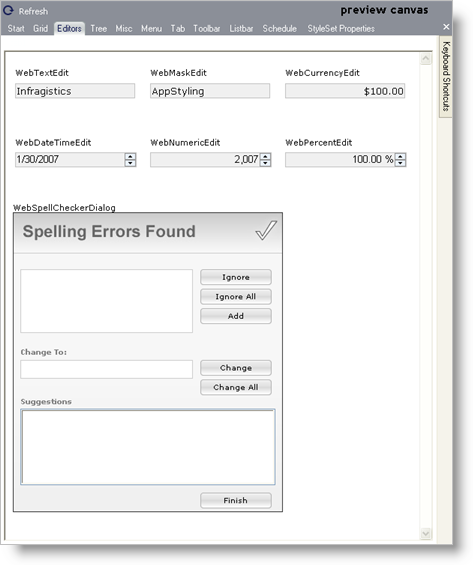 Refresh preview canvas
Start Grid Editors Tree Misc Menu Tab Toolbar Listbar Schedule StyleSet Properties
Keyboard Shortcuts
WebTextEdit WebMaskEdit WebCurrencyEdit
Infragistics AppStyling $100.00
WebDateTimeEdit WebNumericEdit WebPercentEdit
1/30/2007 2,007 100.00 %
WebSpellCheckerDialog
Spelling Errors Found
Ignore
Ignore All
Add
Change To:
Change
Change All
Suggestions
Finish